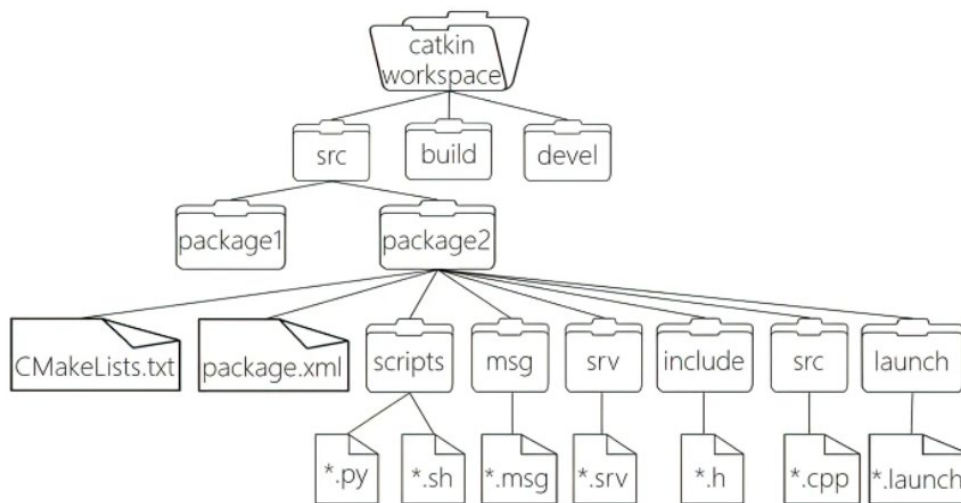 catkin
workspace
src
build
devel
package1
package2
CMakeLists.txt
package.xml
scripts
msg
srv
include
src
launch
*.py
*.sh
*.msg
*.srv
*.h
*.cpp
*.launch